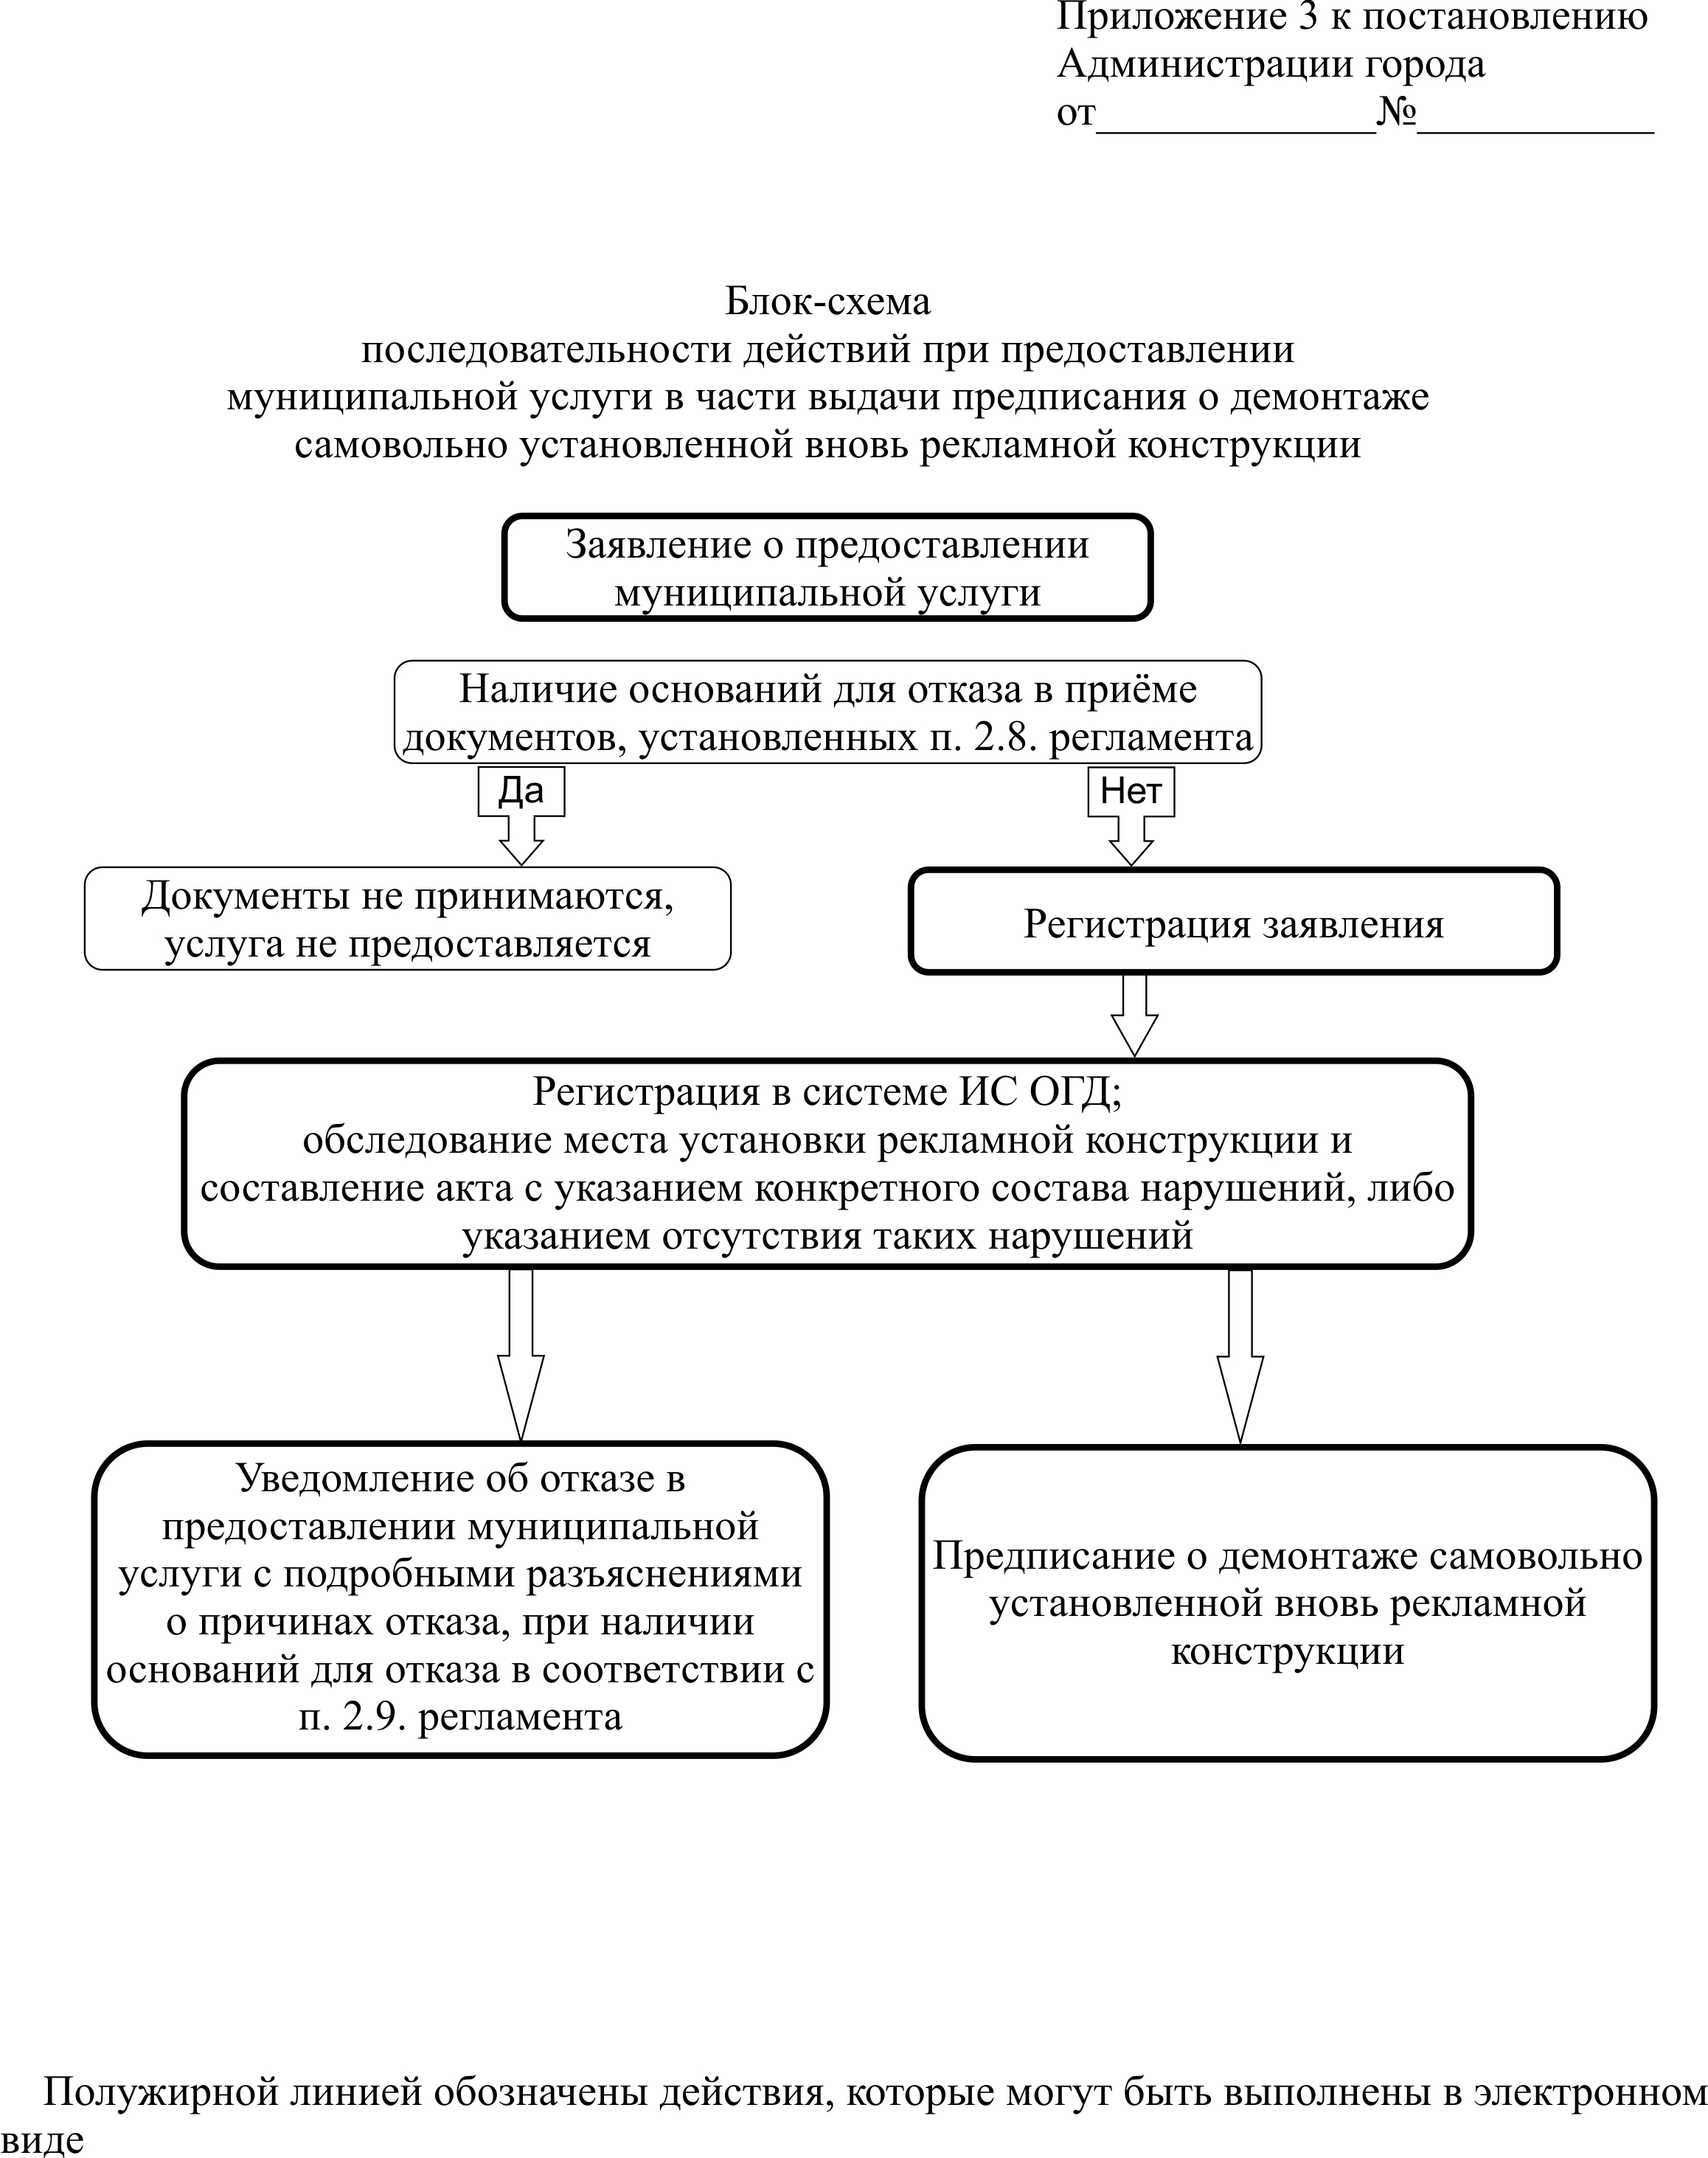 Приложение 3 к постановлению
Администрации города
от_____________№___________
Блок-схема
последовательности действий при предоставлении
муниципальной услуги в части выдачи предписания о демонтаже
самовольно установленной вновь рекламной конструкции
Заявление о предоставлении
муниципальной услуги
Наличие оснований для отказа в приёме
документов, установленных п. 2.8. регламента
Да
Нет
Документы не принимаются,
услуга не предоставляется
Регистрация заявления
Регистрация в системе ИС ОГД;
обследование места установки рекламной конструкции и
составление акта с указанием конкретного состава нарушений, либо
указанием отсутствия таких нарушений
Уведомление об отказе в
предоставлении муниципальной
услуги с подробными разъяснениями
о причинах отказа, при наличии
оснований для отказа в соответствии с
п. 2.9. регламента
Предписание о демонтаже самовольно
установленной вновь рекламной
конструкции
Полужирной линией обозначены действия, которые могут быть выполнены в электронном
виде